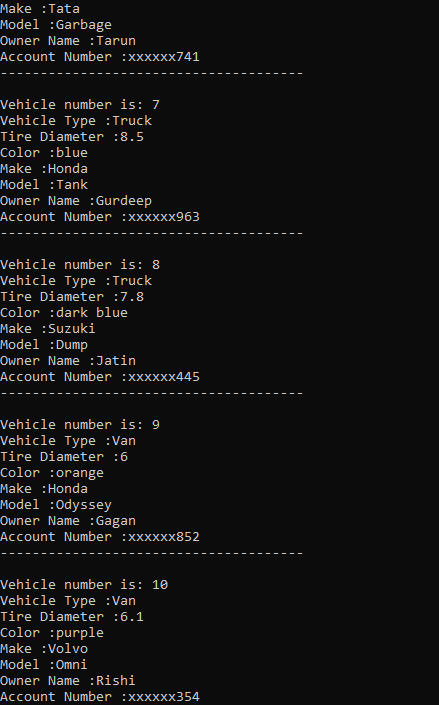 Make :Tata
Model :Garbage
Owner Name :Tarun
Account Number :xxxxxx741
--------------------------------------
Vehicle number is: 7
Vehicle Type :Truck
Tire Diameter :8.5
Color :blue
Make :Honda
Model :Tank
Owner Name :Gurdeep
Account Number :xxxxxx963
--------------------------------------
Vehicle number is: 8
Vehicle Type :Truck
Tire Diameter :7.8
Color :dark blue
Make :Suzuki
Model :Dump
Owner Name :Jatin
Account Number :xxxxxx445
--------------------------------------
Vehicle number is: 9
Vehicle Type :Van
Tire Diameter :6
Color :orange
Make :Honda
Model :Odyssey
Owner Name :Gagan
Account Number :xxxxxx852
--------------------------------------
Vehicle number is: 10
Vehicle Type :Van
Tire Diameter :6.1
Color :purple
Make :Volvo
Model :Omni
Owner Name :Rishi
Account Number :xxxxxx354